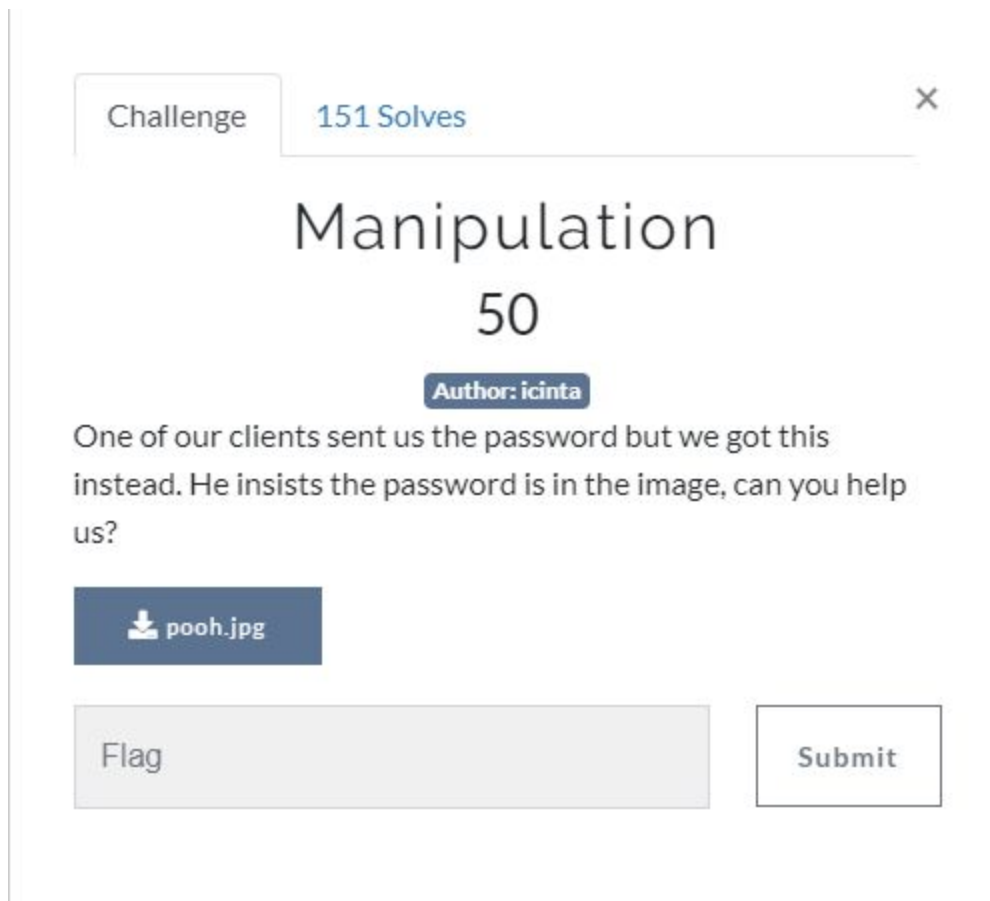 Challenge
151 Solves
×
Manipulation
50
Author: icinta
One of our clients sent us the password but we got this
instead. He insists the password is in the image, can you help
us?
pooh.jpg
Flag
Submit